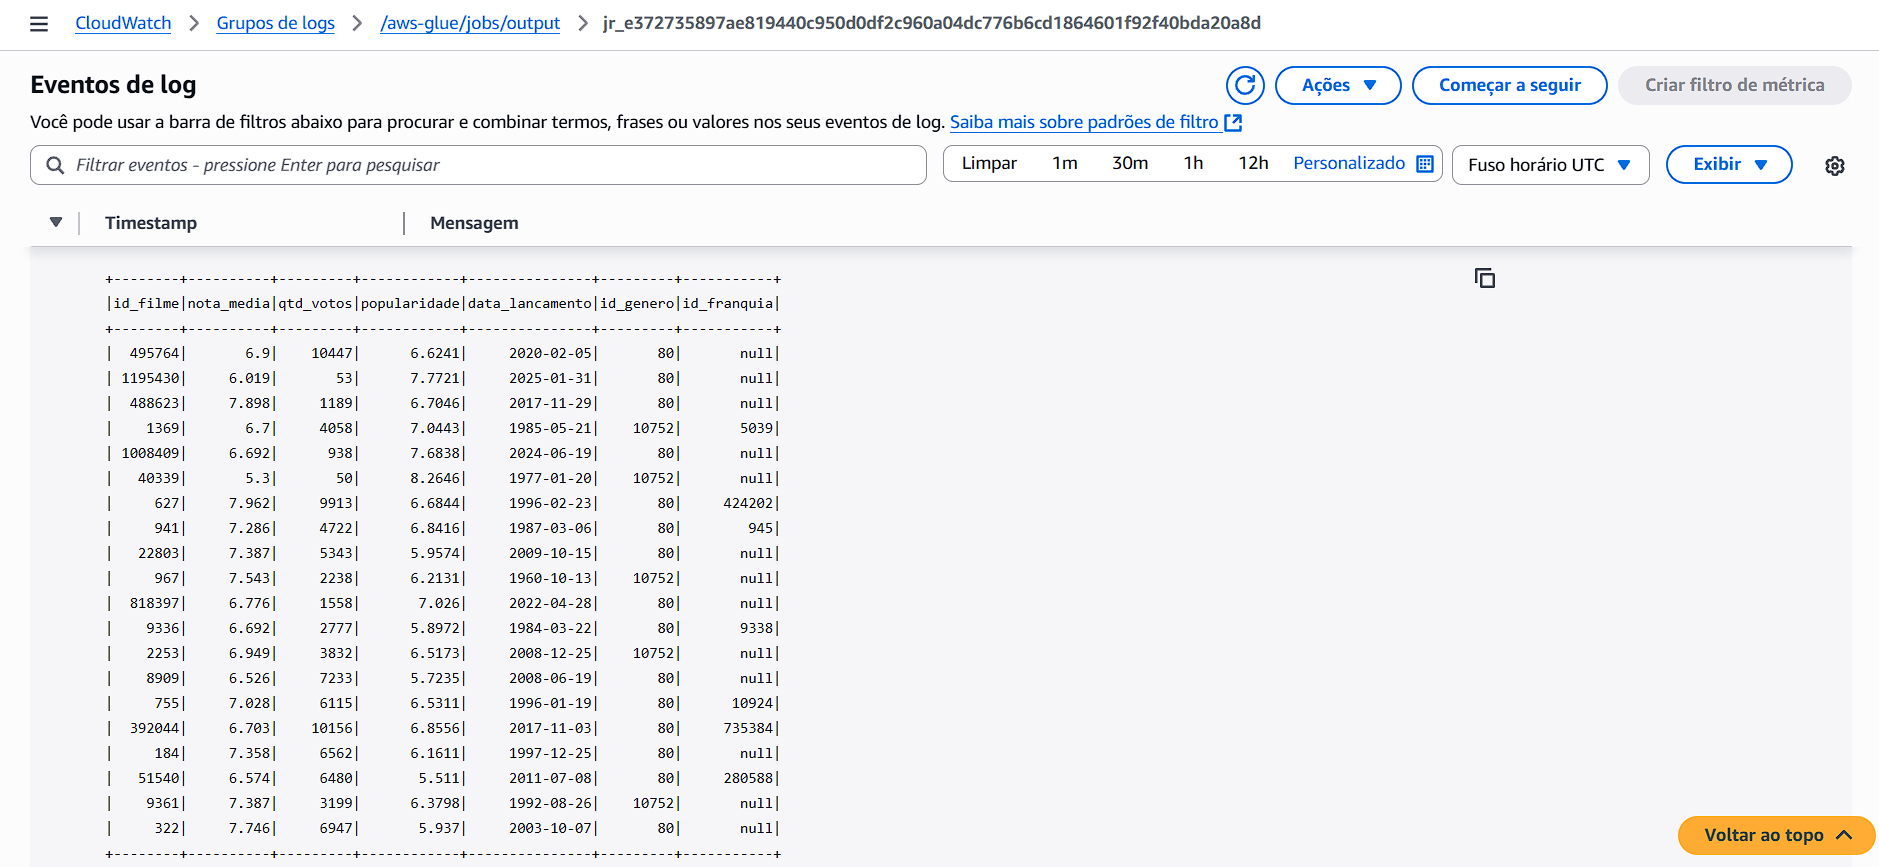 CloudWatch > Grupos de logs > /aws-glue/jobs/output > jr_e372735897ae819440c950d0df2c960a04dc776b6cd1864601f92f40bda20a8d
Eventos de log
Ações
Começar a seguir
Criar filtro de métrica
Você pode usar a barra de filtros abaixo para procurar e combinar termos, frases ou valores nos seus eventos de log. Saiba mais sobre padrões de filtro
Filtrar eventos - pressione Enter para pesquisar
Limpar 1m 30m 1h 12h Personalizado
Fuso horário UTC
Exibir
Timestamp | Mensagem
+--------+----------+---------+------------+---------------+---------+-----------+
|id_filme|nota_media|qtd_votos|popularidade|data_lancamento|id_genero|id_franquia|
+--------+----------+---------+------------+---------------+---------+-----------+
|  495764|       6.9|    10447|      6.6241|     2020-02-05|       80|       null|
| 1195430|     6.019|       53|      7.7721|     2025-01-31|       80|       null|
|  488623|     7.898|     1189|      6.7046|     2017-11-29|       80|       null|
|    1369|       6.7|     4058|      7.0443|     1985-05-21|    10752|       5039|
| 1008409|     6.692|      938|      7.6838|     2024-06-19|       80|       null|
|   40339|       5.3|       50|      8.2646|     1977-01-20|    10752|       null|
|     627|     7.962|     9913|      6.6844|     1996-02-23|       80|     424202|
|     941|     7.286|     4722|      6.8416|     1987-03-06|       80|        945|
|   22803|     7.387|     5343|      5.9574|     2009-10-15|       80|       null|
|     967|     7.543|     2238|      6.2131|     1960-10-13|    10752|       null|
|  818397|     6.776|     1558|       7.026|     2022-04-28|       80|       null|
|    9336|     6.692|     2777|      5.8972|     1984-03-22|       80|       9338|
|    2253|     6.949|     3832|      6.5173|     2008-12-25|    10752|       null|
|    8909|     6.526|     7233|      5.7235|     2008-06-19|       80|       null|
|     755|     7.028|     6115|      6.5311|     1996-01-19|       80|      10924|
|  392044|     6.703|    10156|      6.8556|     2017-11-03|       80|     735384|
|     184|     7.358|     6562|      6.1611|     1997-12-25|       80|       null|
|   51540|     6.574|     6480|       5.511|     2011-07-08|       80|     280588|
|    9361|     7.387|     3199|      6.3798|     1992-08-26|    10752|       null|
|     322|     7.746|     6947|       5.937|     2003-10-07|       80|       null|
+--------+----------+---------+------------+---------------+---------+-----------+
Voltar ao topo